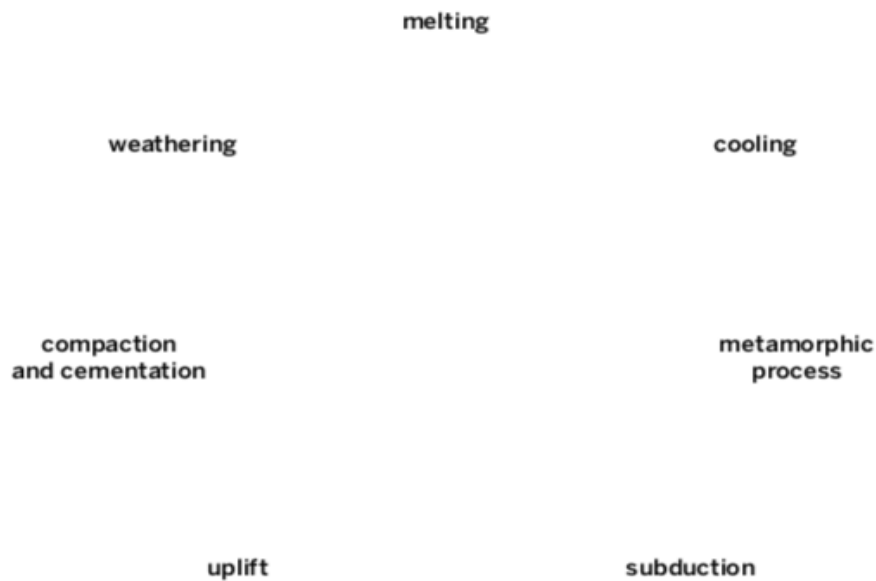 melting
weathering
cooling
compaction
and cementation
metamorphic
process
uplift
subduction